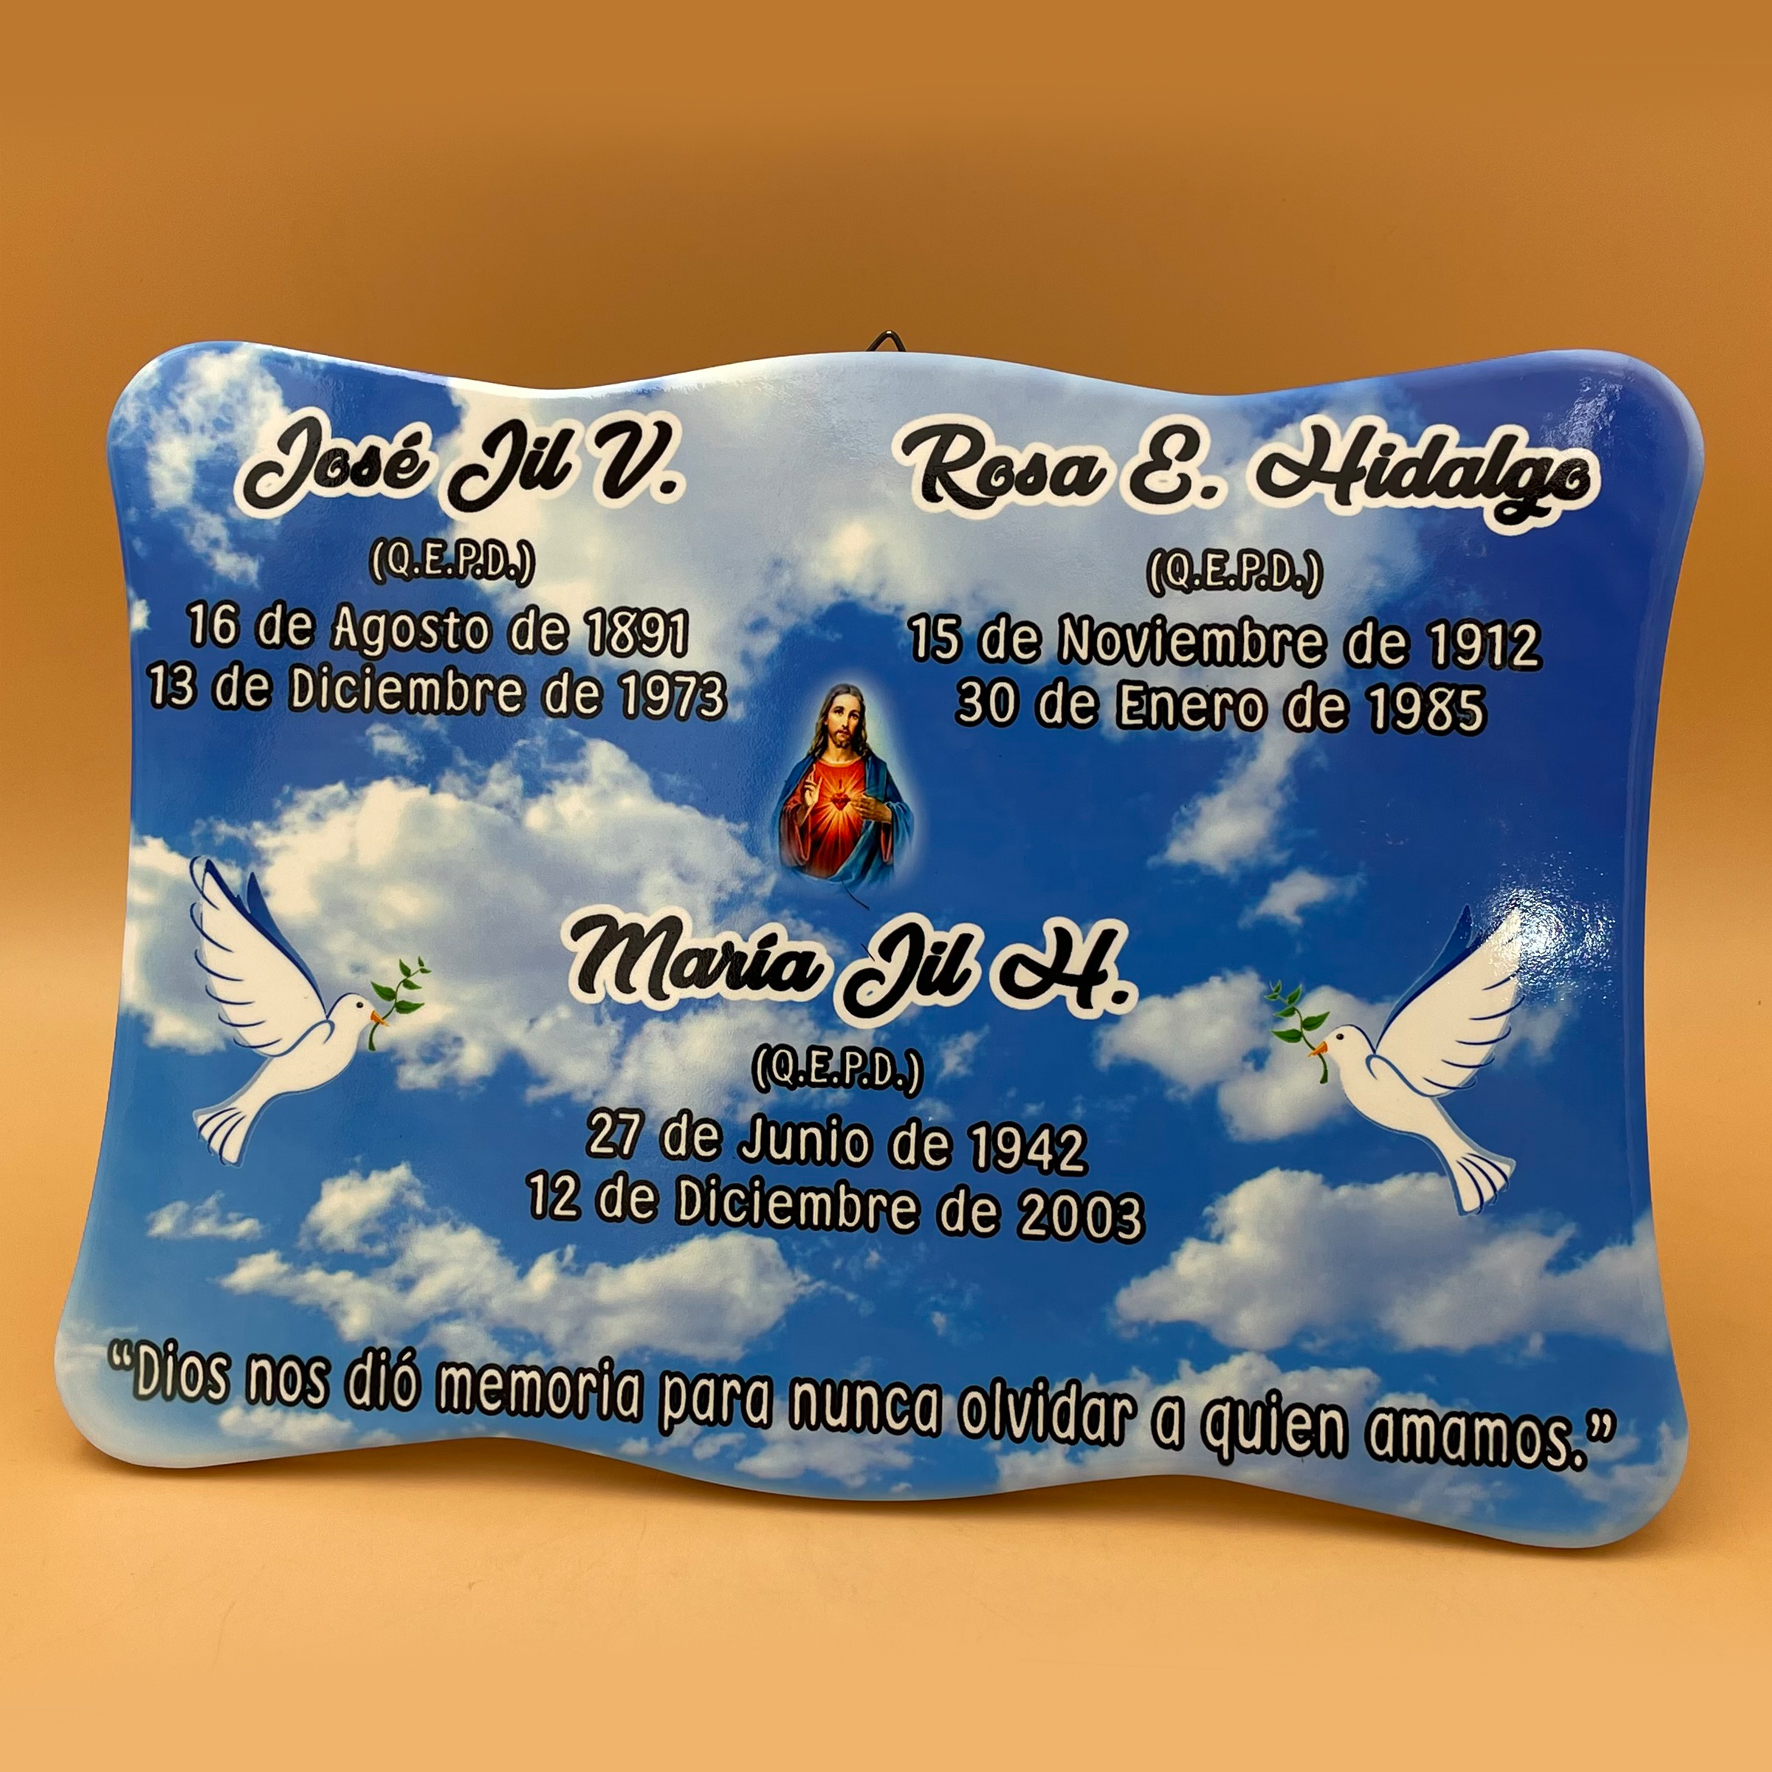 José Jil V.
(Q.E.P.D.)
16 de Agosto de 1891
13 de Diciembre de 1973
Rosa E. Hidalgo
(Q.E.P.D.)
15 de Noviembre de 1912
30 de Enero de 1985
María Jil H.
(Q.E.P.D.)
27 de Junio de 1942
12 de Diciembre de 2003
“Dios nos dió memoria para nunca olvidar a quien amamos.”